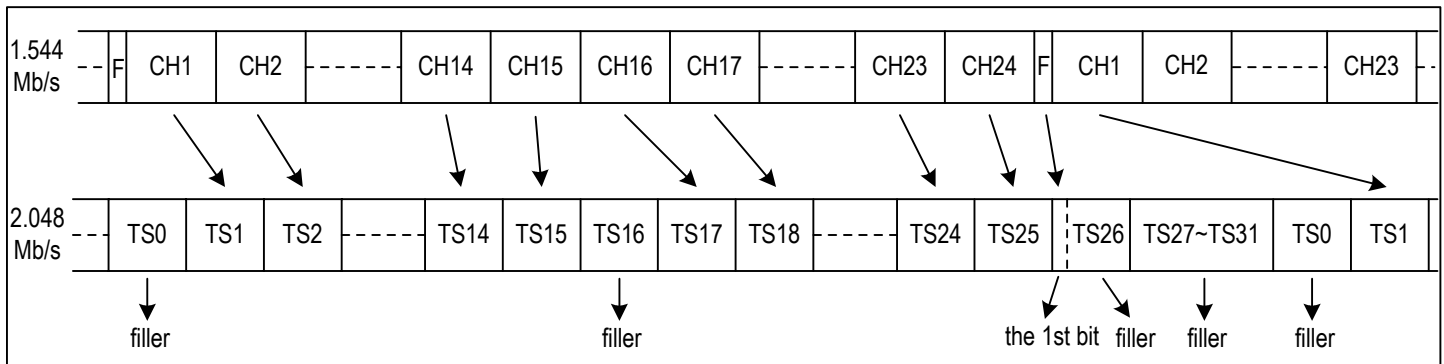 1.544 Mb/s F CH1 CH2 CH14 CH15 CH16 CH17 CH23 CH24 F CH1 CH2 CH23
2.048 Mb/s TS0 TS1 TS2 TS14 TS15 TS16 TS17 TS18 TS24 TS25 TS26 TS27~TS31 TS0 TS1
filler filler the 1st bit filler filler filler